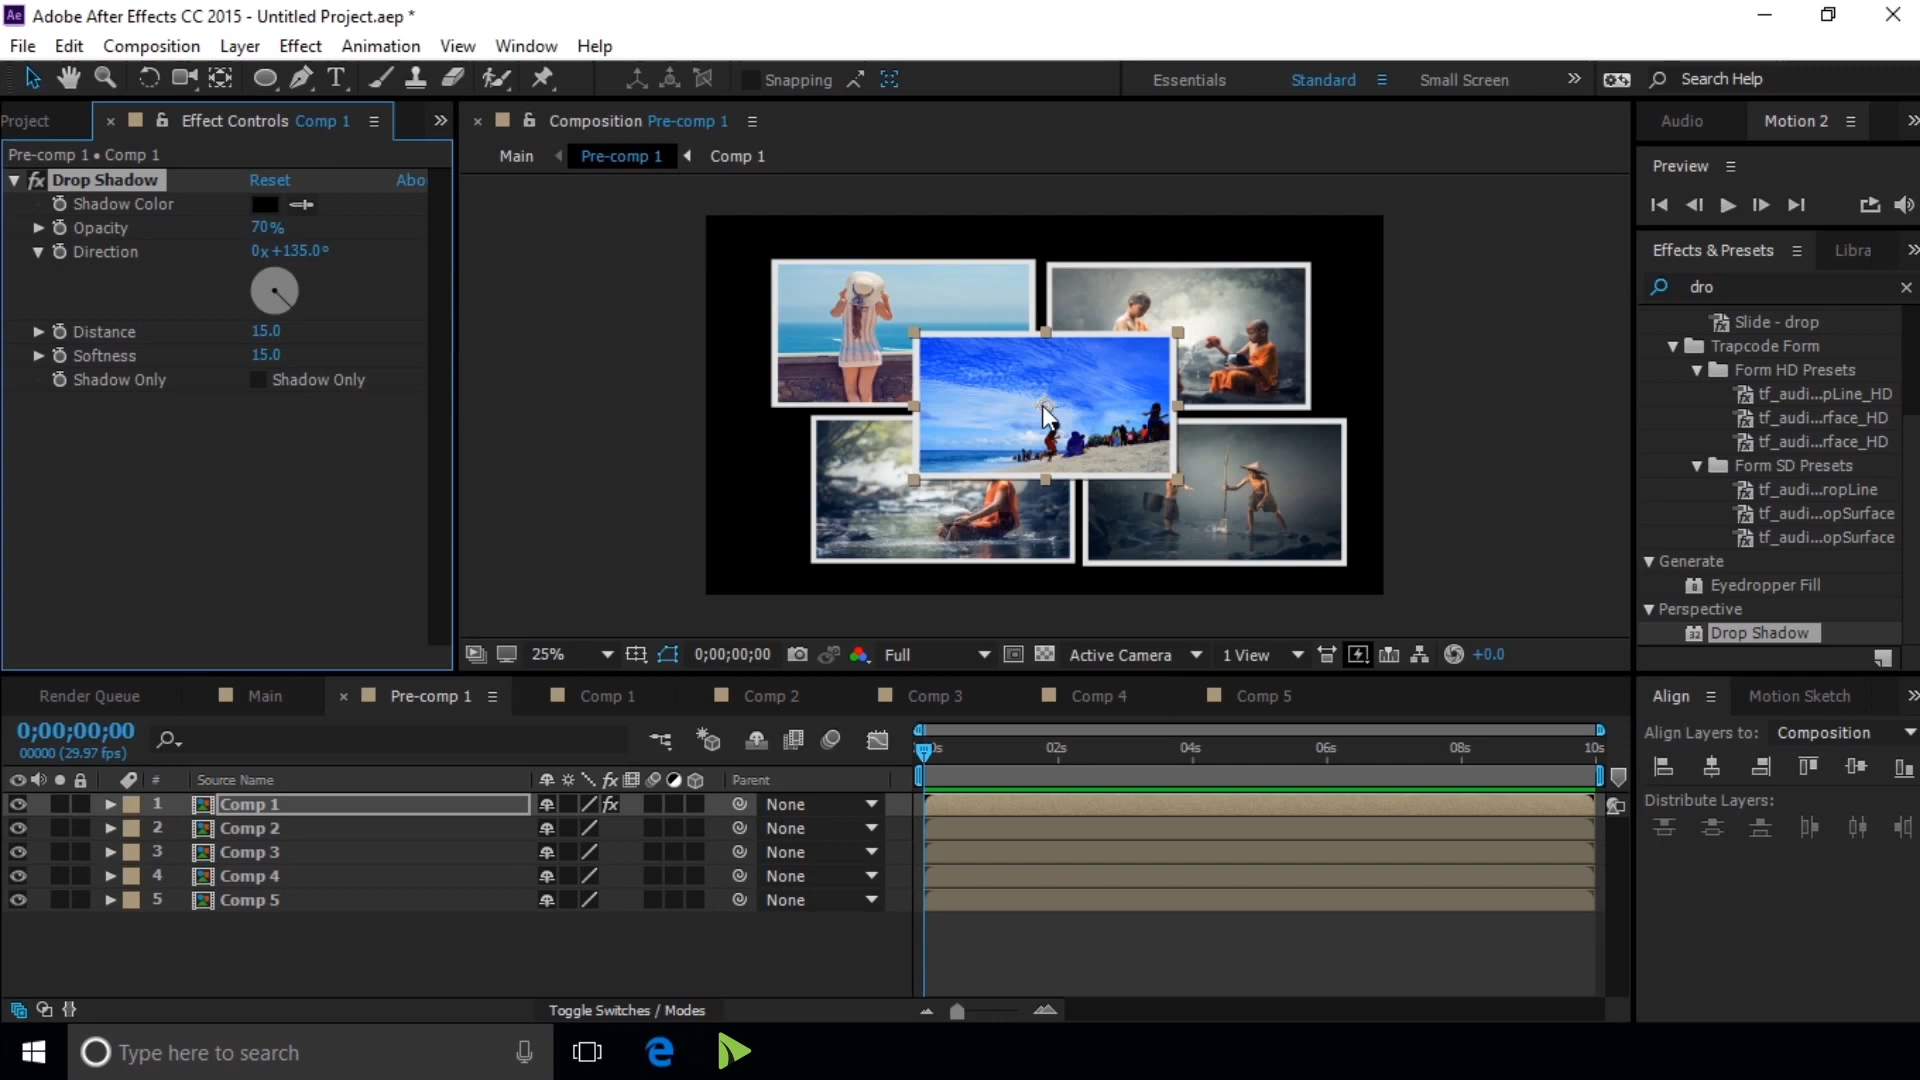 Ae Adobe After Effects CC 2015 - Untitled Project.aep *
File Edit Composition Layer Effect Animation View Window Help
T Snapping Essentials Standard Small Screen Search Help
Project Effect Controls Comp 1 Composition Pre-comp 1 Audio Motion 2
Pre-comp 1 • Comp 1 Main Pre-comp 1 Comp 1
Preview
fx Drop Shadow Reset Abo
Shadow Color
Opacity 70%
Direction 0x+135.0°
Distance 15.0
Softness 15.0
Shadow Only Shadow Only
Effects & Presets Libra
dro
Slide - drop
Trapcode Form
Form HD Presets
tf_audi...pLine_HD
tf_audi...rface_HD
tf_audi...rface_HD
Form SD Presets
tf_audi...ropLine
tf_audi...opSurface
tf_audi...opSurface
Generate
Eyedropper Fill
Perspective
32 Drop Shadow
25% 0;00;00;00 Full Active Camera 1 View +0.0
Render Queue Main Pre-comp 1 Comp 1 Comp 2 Comp 3 Comp 4 Comp 5
0;00;00;00
00000 (29.97 fps)
02s 04s 06s 08s 10s
# Source Name fx Parent
1 Comp 1 fx None
2 Comp 2 None
3 Comp 3 None
4 Comp 4 None
5 Comp 5 None
Toggle Switches / Modes
Align Motion Sketch
Align Layers to: Composition
Distribute Layers:
Type here to search